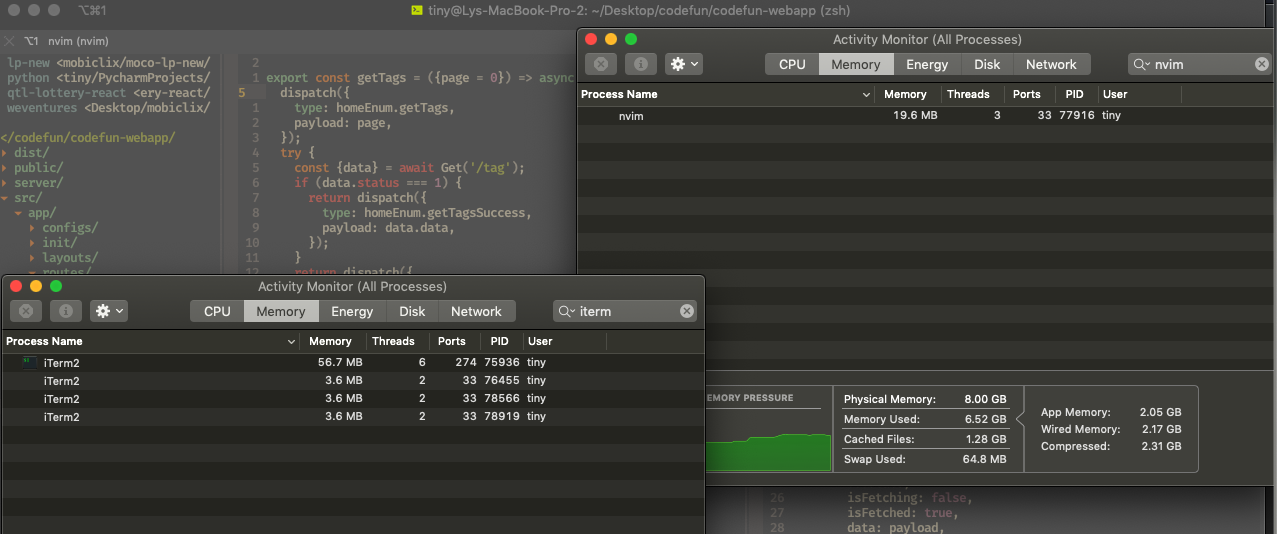 ⌥⌘1
tiny@Lys-MacBook-Pro-2: ~/Desktop/codefun/codefun-webapp (zsh)
⌥1 nvim (nvim)
lp-new <mobiclix/moco-lp-new/
python <tiny/PycharmProjects/
qtl-lottery-react <ery-react/
weventures <Desktop/mobiclix/
</codefun/codefun-webapp/
dist/
public/
server/
src/
app/
configs/
init/
layouts/
routes/
2
1 export const getTags = ({page = 0}) => async
5 dispatch({
1 type: homeEnum.getTags,
2 payload: page,
3 });
4 try {
5 const {data} = await Get('/tag');
6 if (data.status === 1) {
7 return dispatch({
8 type: homeEnum.getTagsSuccess,
9 payload: data.data,
10 });
11 }
12 return dispatch({
Activity Monitor (All Processes)
CPU Memory Energy Disk Network
nvim
Process Name Memory Threads Ports PID User
nvim 19.6 MB 3 33 77916 tiny
Activity Monitor (All Processes)
CPU Memory Energy Disk Network
iterm
Process Name Memory Threads Ports PID User
iTerm2 56.7 MB 6 274 75936 tiny
iTerm2 3.6 MB 2 33 76455 tiny
iTerm2 3.6 MB 2 33 78566 tiny
iTerm2 3.6 MB 2 33 78919 tiny
EMORY PRESSURE
Physical Memory: 8.00 GB
Memory Used: 6.52 GB
Cached Files: 1.28 GB
Swap Used: 64.8 MB
App Memory: 2.05 GB
Wired Memory: 2.17 GB
Compressed: 2.31 GB
26 isFetching: false,
27 isFetched: true,
28 data: payload,